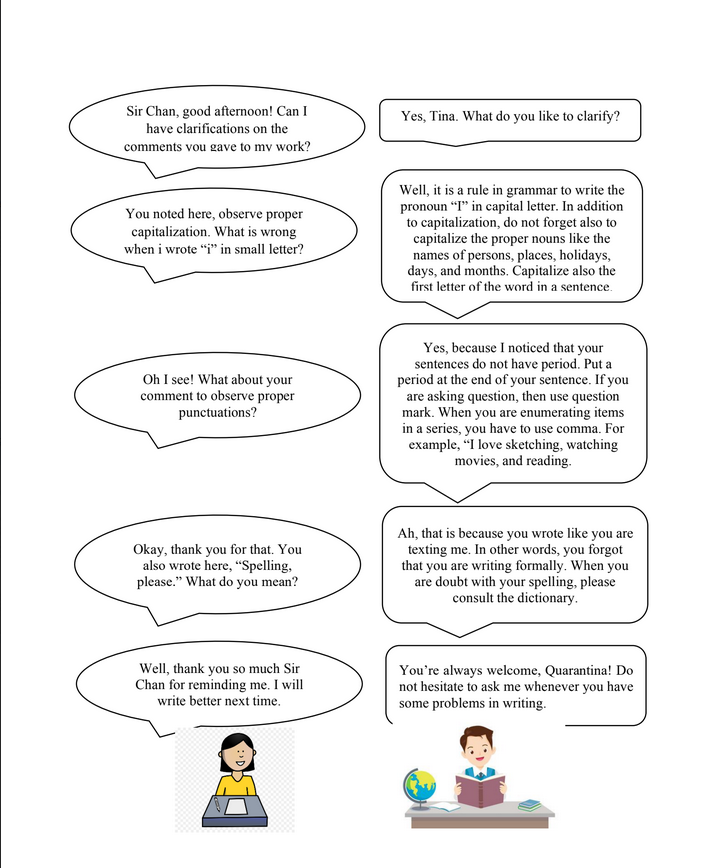 Sir Chan, good afternoon! Can I
have clarifications on the
comments you gave to my work?
Yes, Tina. What do you like to clarify?
You noted here, observe proper
capitalization. What is wrong
when i wrote “i” in small letter?
Well, it is a rule in grammar to write the
pronoun “I” in capital letter. In addition
to capitalization, do not forget also to
capitalize the proper nouns like the
names of persons, places, holidays,
days, and months. Capitalize also the
first letter of the word in a sentence.
Oh I see! What about your
comment to observe proper
punctuations?
Yes, because I noticed that your
sentences do not have period. Put a
period at the end of your sentence. If you
are asking question, then use question
mark. When you are enumerating items
in a series, you have to use comma. For
example, “I love sketching, watching
movies, and reading.
Okay, thank you for that. You
also wrote here, “Spelling,
please.” What do you mean?
Ah, that is because you wrote like you are
texting me. In other words, you forgot
that you are writing formally. When you
are doubt with your spelling, please
consult the dictionary.
Well, thank you so much Sir
Chan for reminding me. I will
write better next time.
You’re always welcome, Quarantina! Do
not hesitate to ask me whenever you have
some problems in writing.